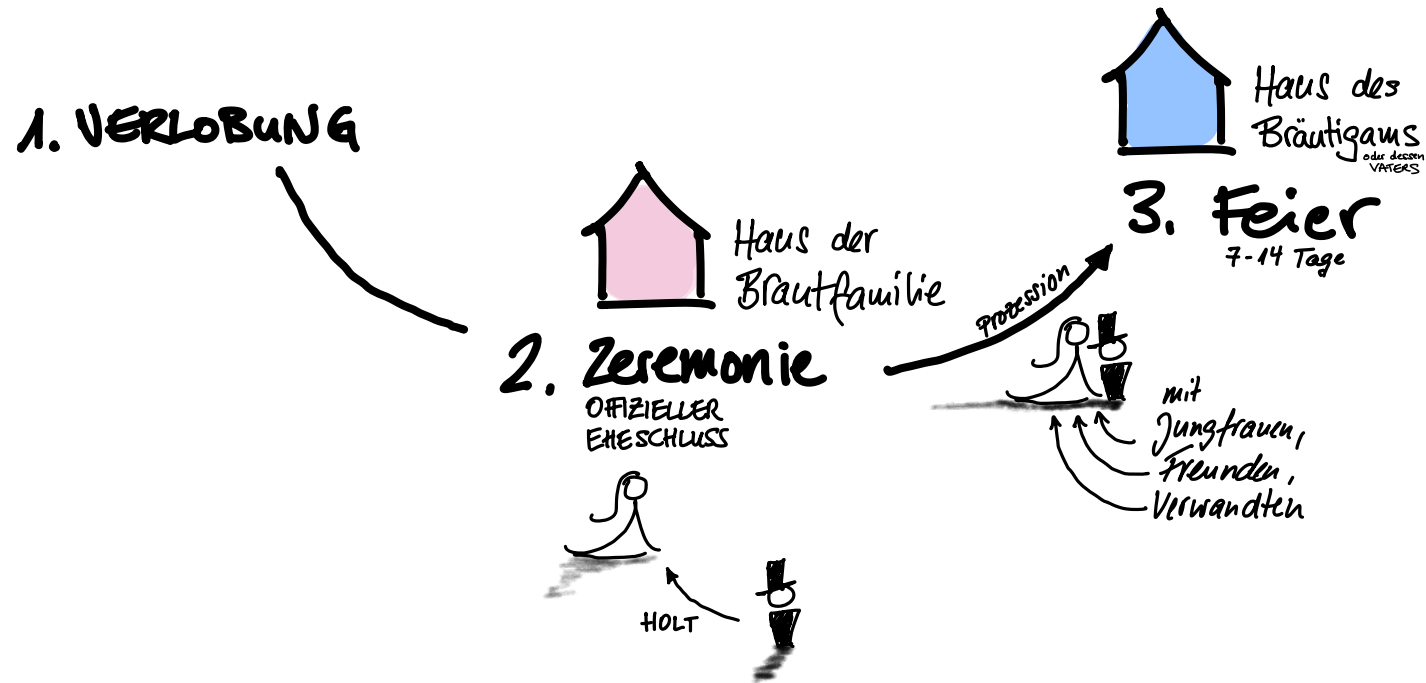 1. VERLOBUNG
Haus der
Brautfamilie
2. Zeremonie
OFFIZIELLER
EHESCHLUSS
HOLT
Prozession
Haus des
Bräutigams
oder dessen
VATERS
3. Feier
7-14 Tage
mit
Jungfrauen,
Freunden,
Verwandten